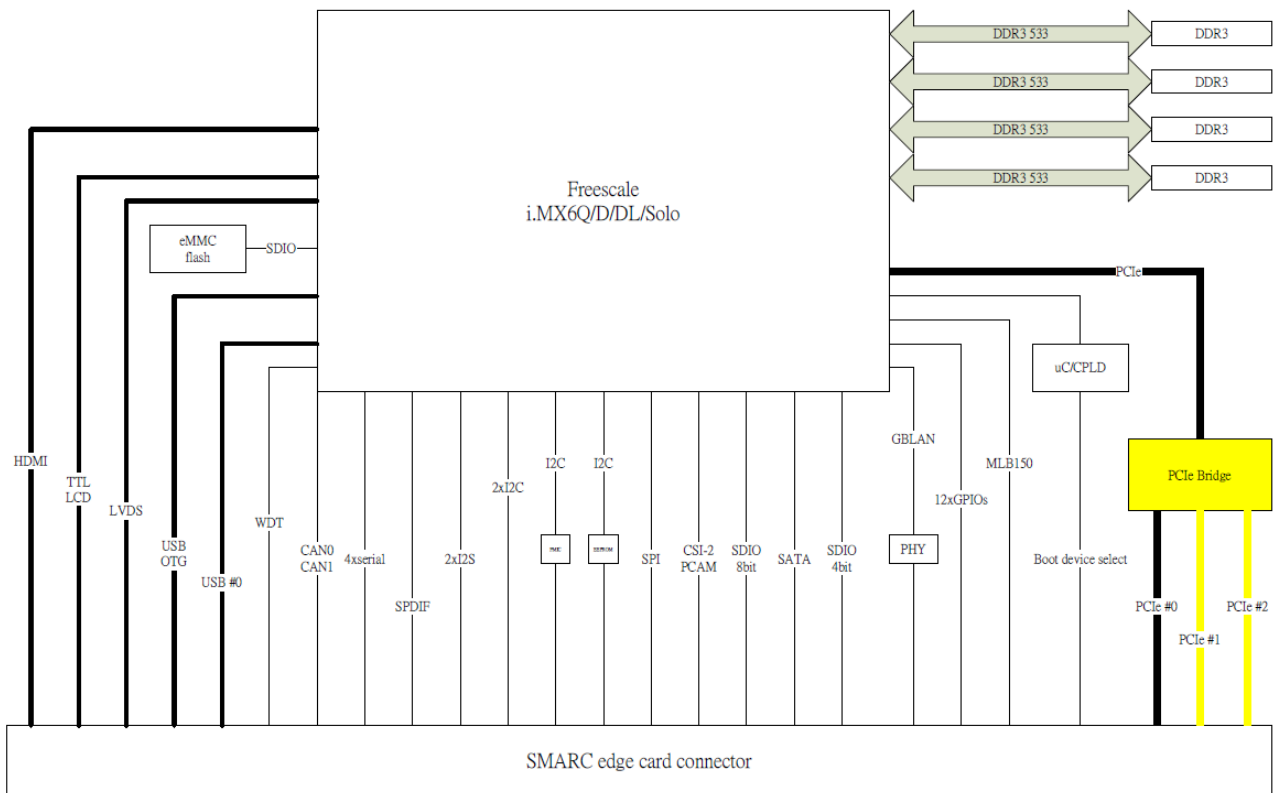 DDR3 533
DDR3
DDR3 533
DDR3
DDR3 533
DDR3
DDR3 533
DDR3
Freescale
i.MX6Q/D/DL/Solo
eMMC
flash
SDIO
PCIe
uC/CPLD
HDMI
TTL
LCD
LVDS
USB
OTG
USB #0
WDT
CAN0
CAN1
4xserial
SPDIF
2xI2S
2xI2C
I2C
PMIC
I2C
EEPROM
SPI
CSI-2
PCAM
SDIO
8bit
SATA
SDIO
4bit
GBLAN
PHY
12xGPIOs
MLB150
Boot device select
PCIe Bridge
PCIe #0
PCIe #1
PCIe #2
SMARC edge card connector